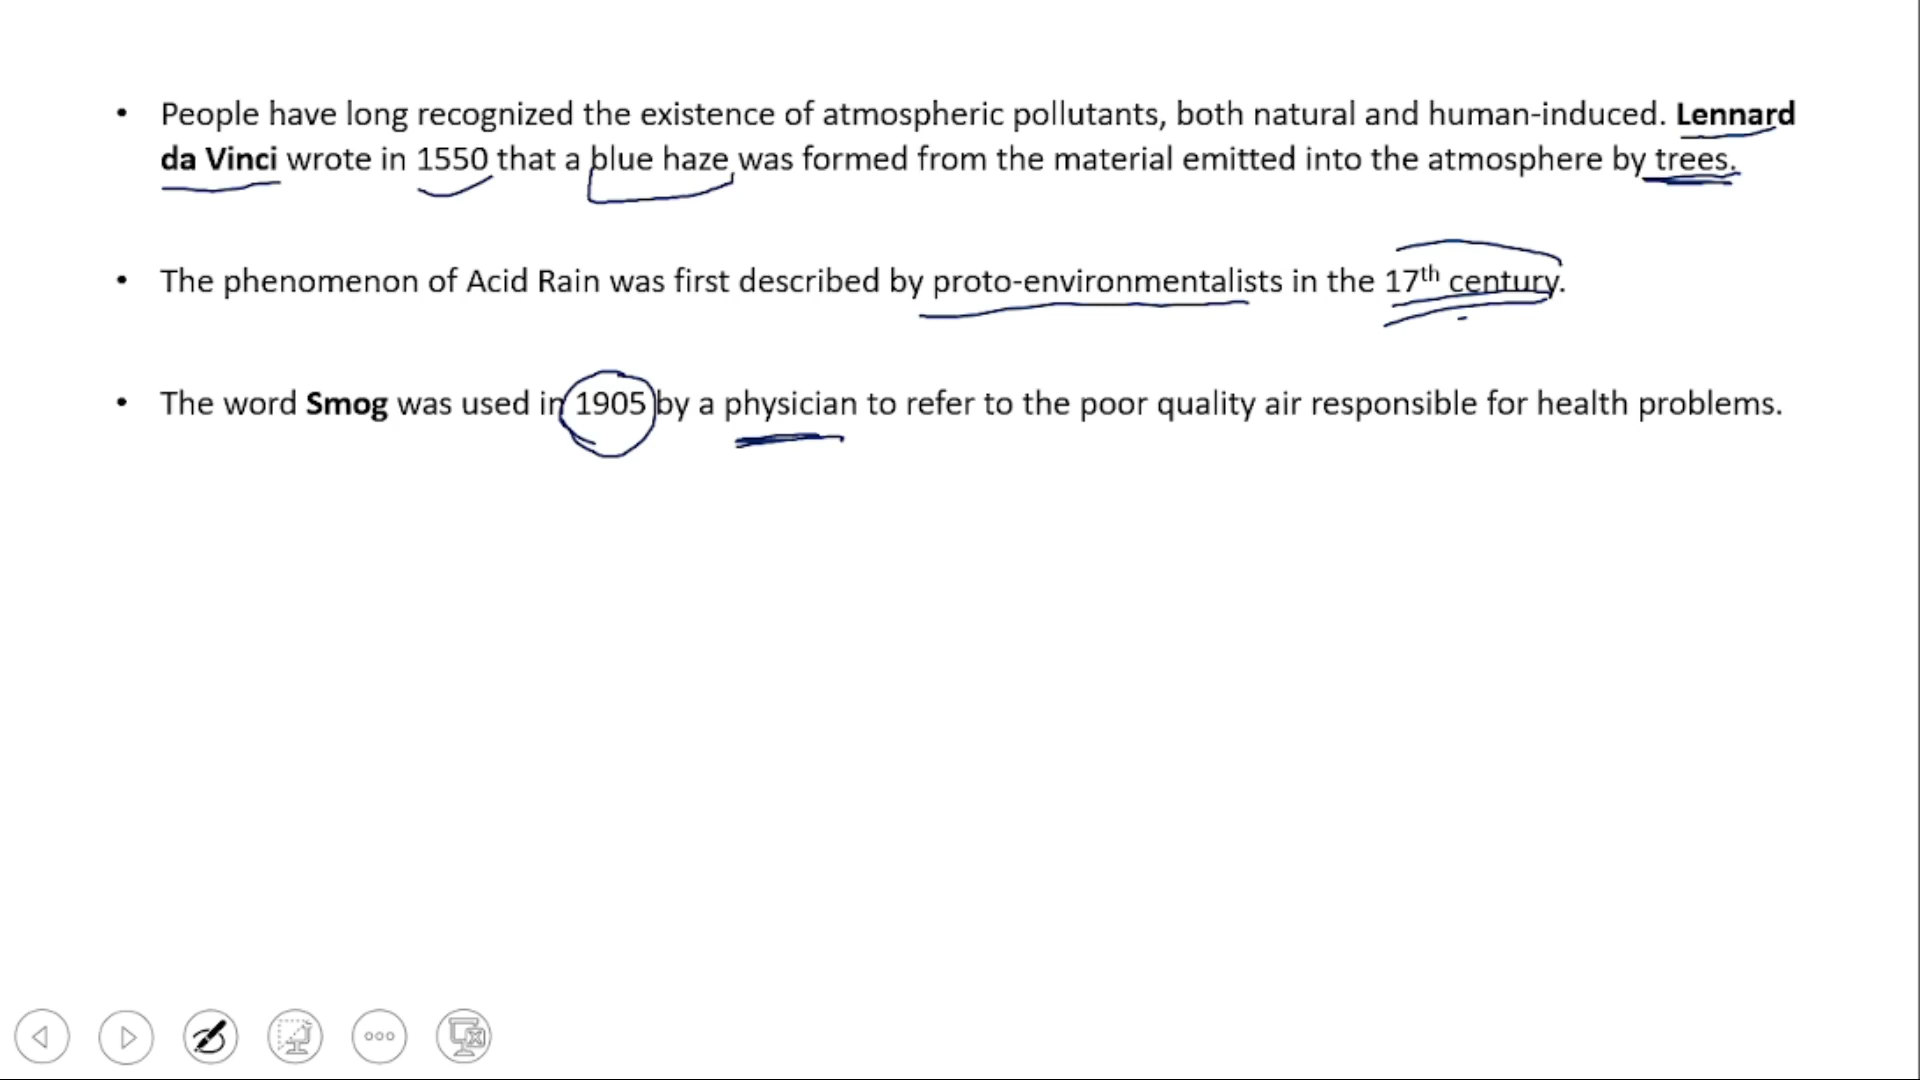 • People have long recognized the existence of atmospheric pollutants, both natural and human-induced. Lennard
da Vinci wrote in 1550 that a blue haze was formed from the material emitted into the atmosphere by trees.
• The phenomenon of Acid Rain was first described by proto-environmentalists in the 17th century.
• The word Smog was used in 1905 by a physician to refer to the poor quality air responsible for health problems.